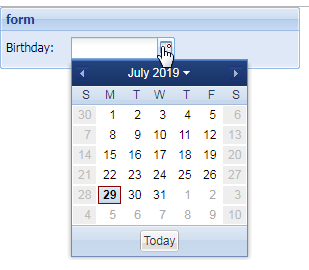 form
Birthday:
July 2019
S M T W T F S
30 1 2 3 4 5 6
7 8 9 10 11 12 13
14 15 16 17 18 19 20
21 22 23 24 25 26 27
28 29 30 31 1 2 3
4 5 6 7 8 9 10
Today